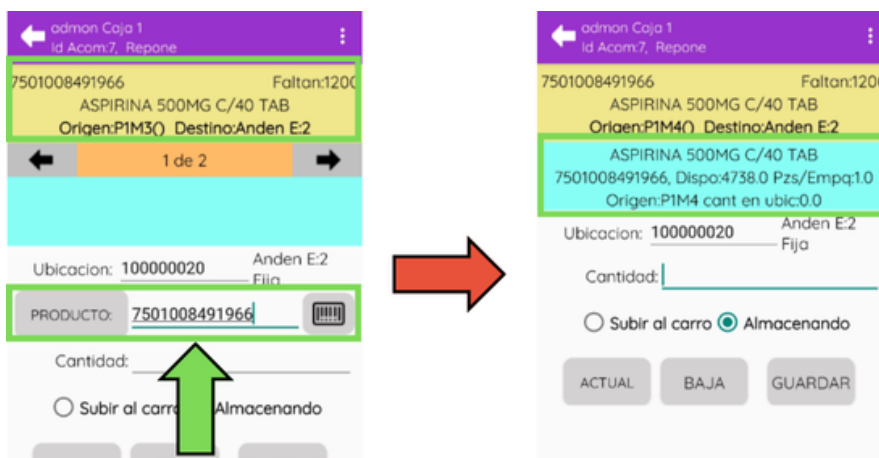 admon Caja 1
Id Acom:7, Repone
7501008491966 Faltan:1200
ASPIRINA 500MG C/40 TAB
Origen:P1M3() Destino:Anden E:2
1 de 2
Ubicacion: 100000020 Anden E:2
Fija
PRODUCTO: 7501008491966
Cantidad:
Subir al carro Almacenando
admon Caja 1
Id Acom:7, Repone
7501008491966 Faltan:120
ASPIRINA 500MG C/40 TAB
Origen:P1M4() Destino:Anden E:2
ASPIRINA 500MG C/40 TAB
7501008491966, Dispo:4738.0 Pzs/Empq:1.0
Origen:P1M4 cant en ubic:0.0
Ubicacion: 100000020 Anden E:2
Fija
Cantidad:
Subir al carro Almacenando
ACTUAL BAJA GUARDAR